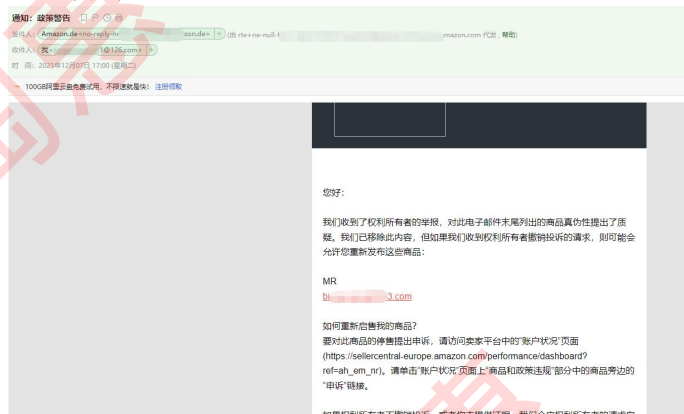 通知：政策警告
发件人：Amazon.de<no-reply-nc zon.de> + (由 rte+ne-null-b mazon.com 代发，帮助)
收件人：我< 1@126.com> +
时 间：2021年12月07日 17:00 (星期二)
100GB阿里云盘免费试用，不限速就是快！ 注册领取
您好：
我们收到了权利所有者的举报，对此电子邮件末尾列出的商品真伪性提出了质
疑。我们已移除此内容，但如果我们收到权利所有者撤销投诉的请求，则可能会
允许您重新发布这些商品：
MR
3.com
如何重新启售我的商品？
要对此商品的停售提出申诉，请访问卖家平台中的“账户状况”页面
(https://sellercentral-europe.amazon.com/performance/dashboard?
ref=ah_em_nr)。请单击“账户状况”页面上“商品和政策违规”部分中的商品旁边的
“申诉”链接。